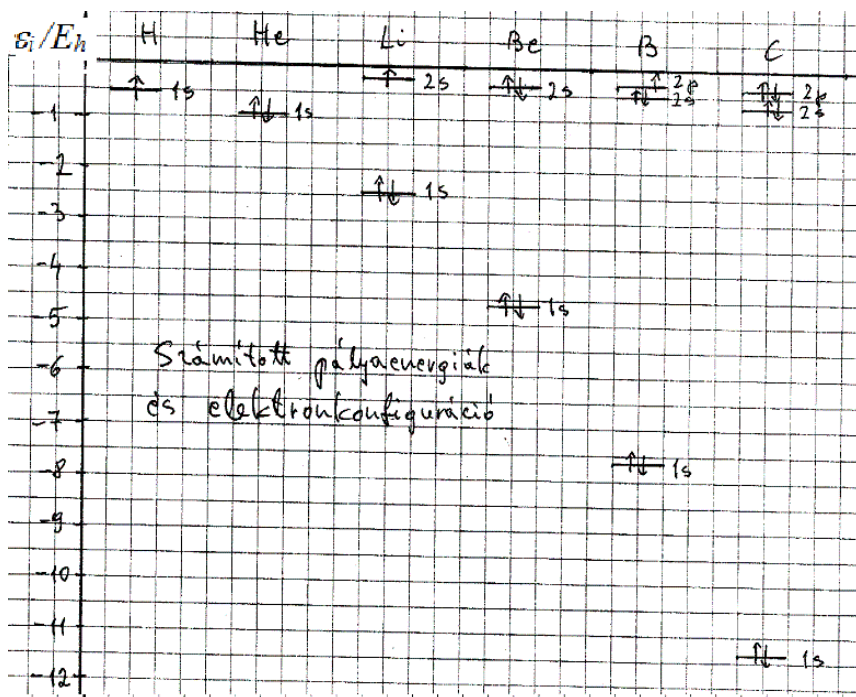 εᵢ/Eₕ H He Li Be B C
1s 1s 2s 2s 2p 2s 2p 2s
-1
-2
1s
-3
-4
1s
-5
Számított pályaenergiák
-6
és elektronkonfiguráció
-7
-8 1s
-9
-10
-11
1s
-12